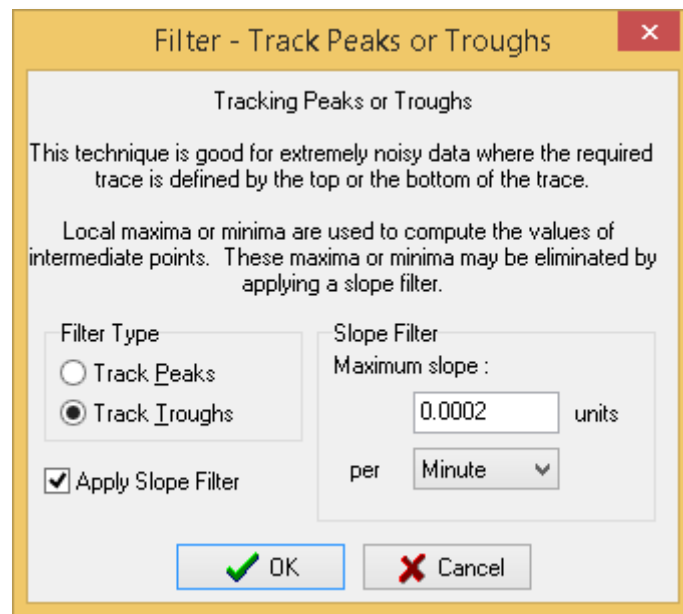 Filter - Track Peaks or Troughs
Tracking Peaks or Troughs
This technique is good for extremely noisy data where the required
trace is defined by the top or the bottom of the trace.
Local maxima or minima are used to compute the values of
intermediate points. These maxima or minima may be eliminated by
applying a slope filter.
Filter Type
Track Peaks
Track Troughs
Apply Slope Filter
Slope Filter
Maximum slope :
0.0002 units
per Minute
OK
Cancel